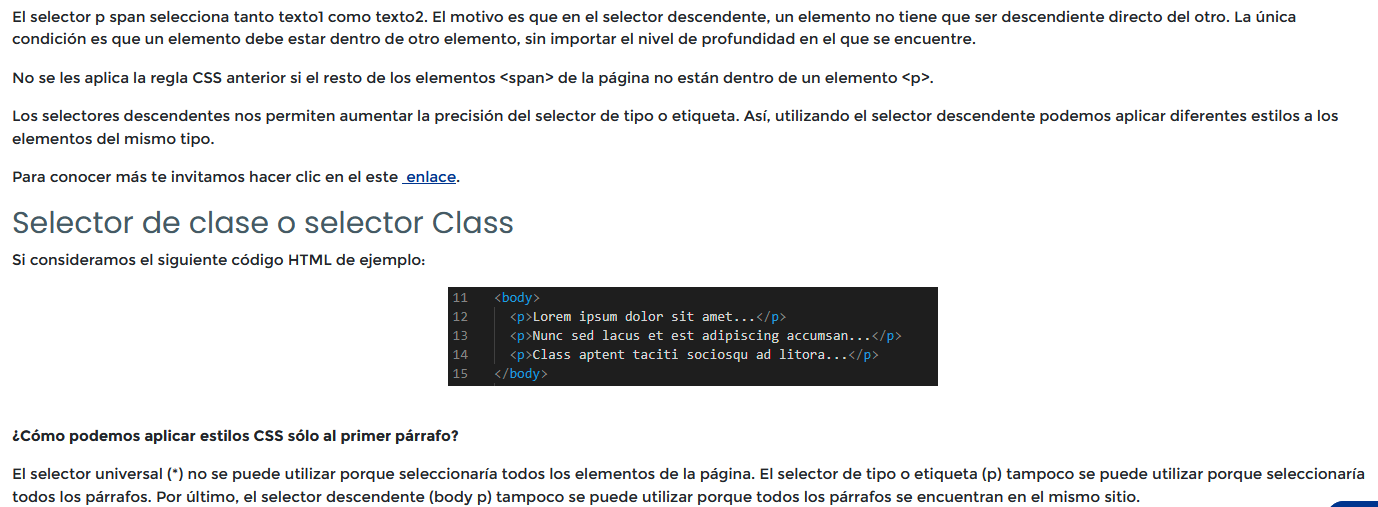 El selector p span selecciona tanto texto1 como texto2. El motivo es que en el selector descendente, un elemento no tiene que ser descendiente directo del otro. La única
condición es que un elemento debe estar dentro de otro elemento, sin importar el nivel de profundidad en el que se encuentre.
No se les aplica la regla CSS anterior si el resto de los elementos <span> de la página no están dentro de un elemento <p>.
Los selectores descendentes nos permiten aumentar la precisión del selector de tipo o etiqueta. Así, utilizando el selector descendente podemos aplicar diferentes estilos a los
elementos del mismo tipo.
Para conocer más te invitamos hacer clic en el este enlace.
Selector de clase o selector Class
Si consideramos el siguiente código HTML de ejemplo:
11 <body>
12 <p>Lorem ipsum dolor sit amet...</p>
13 <p>Nunc sed lacus et est adipiscing accumsan...</p>
14 <p>Class aptent taciti sociosqu ad litora...</p>
15 </body>
¿Cómo podemos aplicar estilos CSS sólo al primer párrafo?
El selector universal (*) no se puede utilizar porque seleccionaría todos los elementos de la página. El selector de tipo o etiqueta (p) tampoco se puede utilizar porque seleccionaría
todos los párrafos. Por último, el selector descendente (body p) tampoco se puede utilizar porque todos los párrafos se encuentran en el mismo sitio.